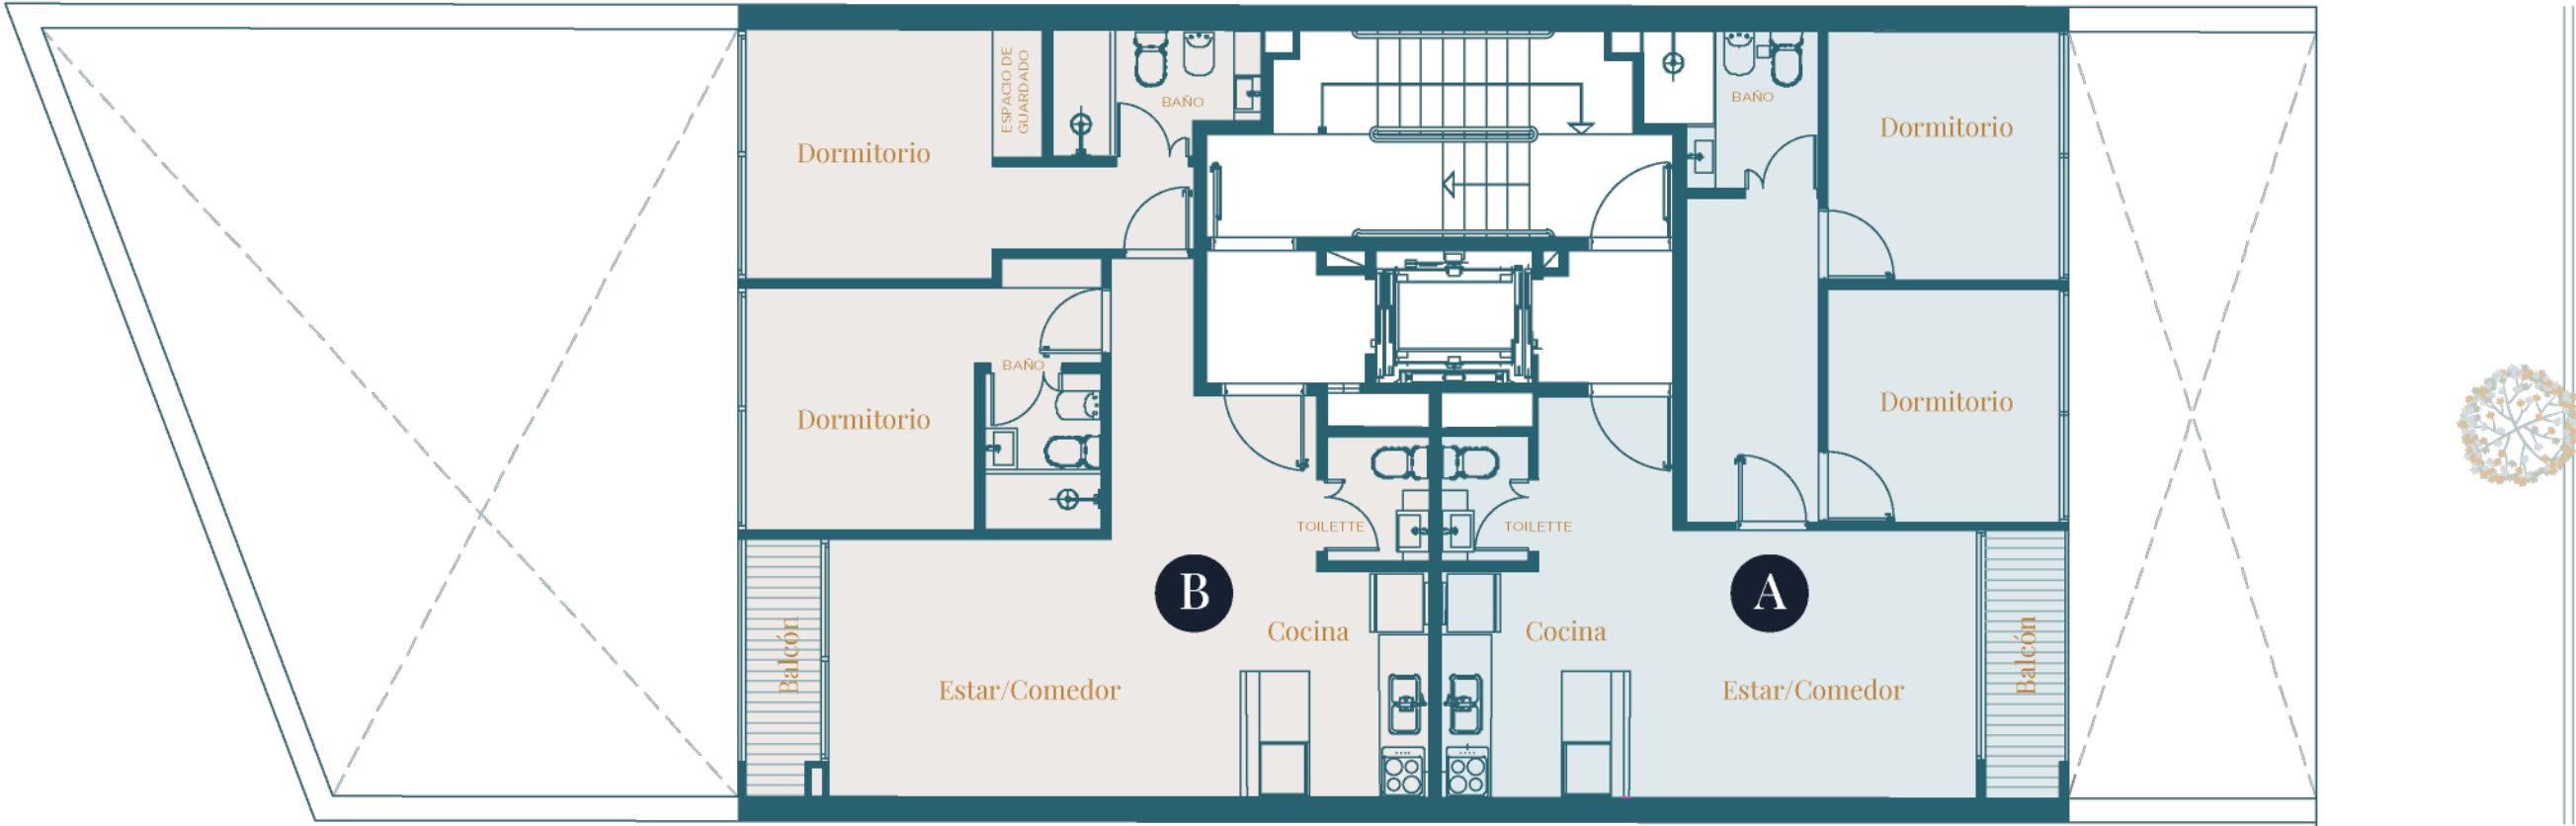 ESPACIO DE
GUARDADO
BAÑO
BAÑO
Dormitorio
Dormitorio
BAÑO
Dormitorio
Dormitorio
TOILETTE
TOILETTE
B
A
Balcón
Cocina
Cocina
Balcón
Estar/Comedor
Estar/Comedor